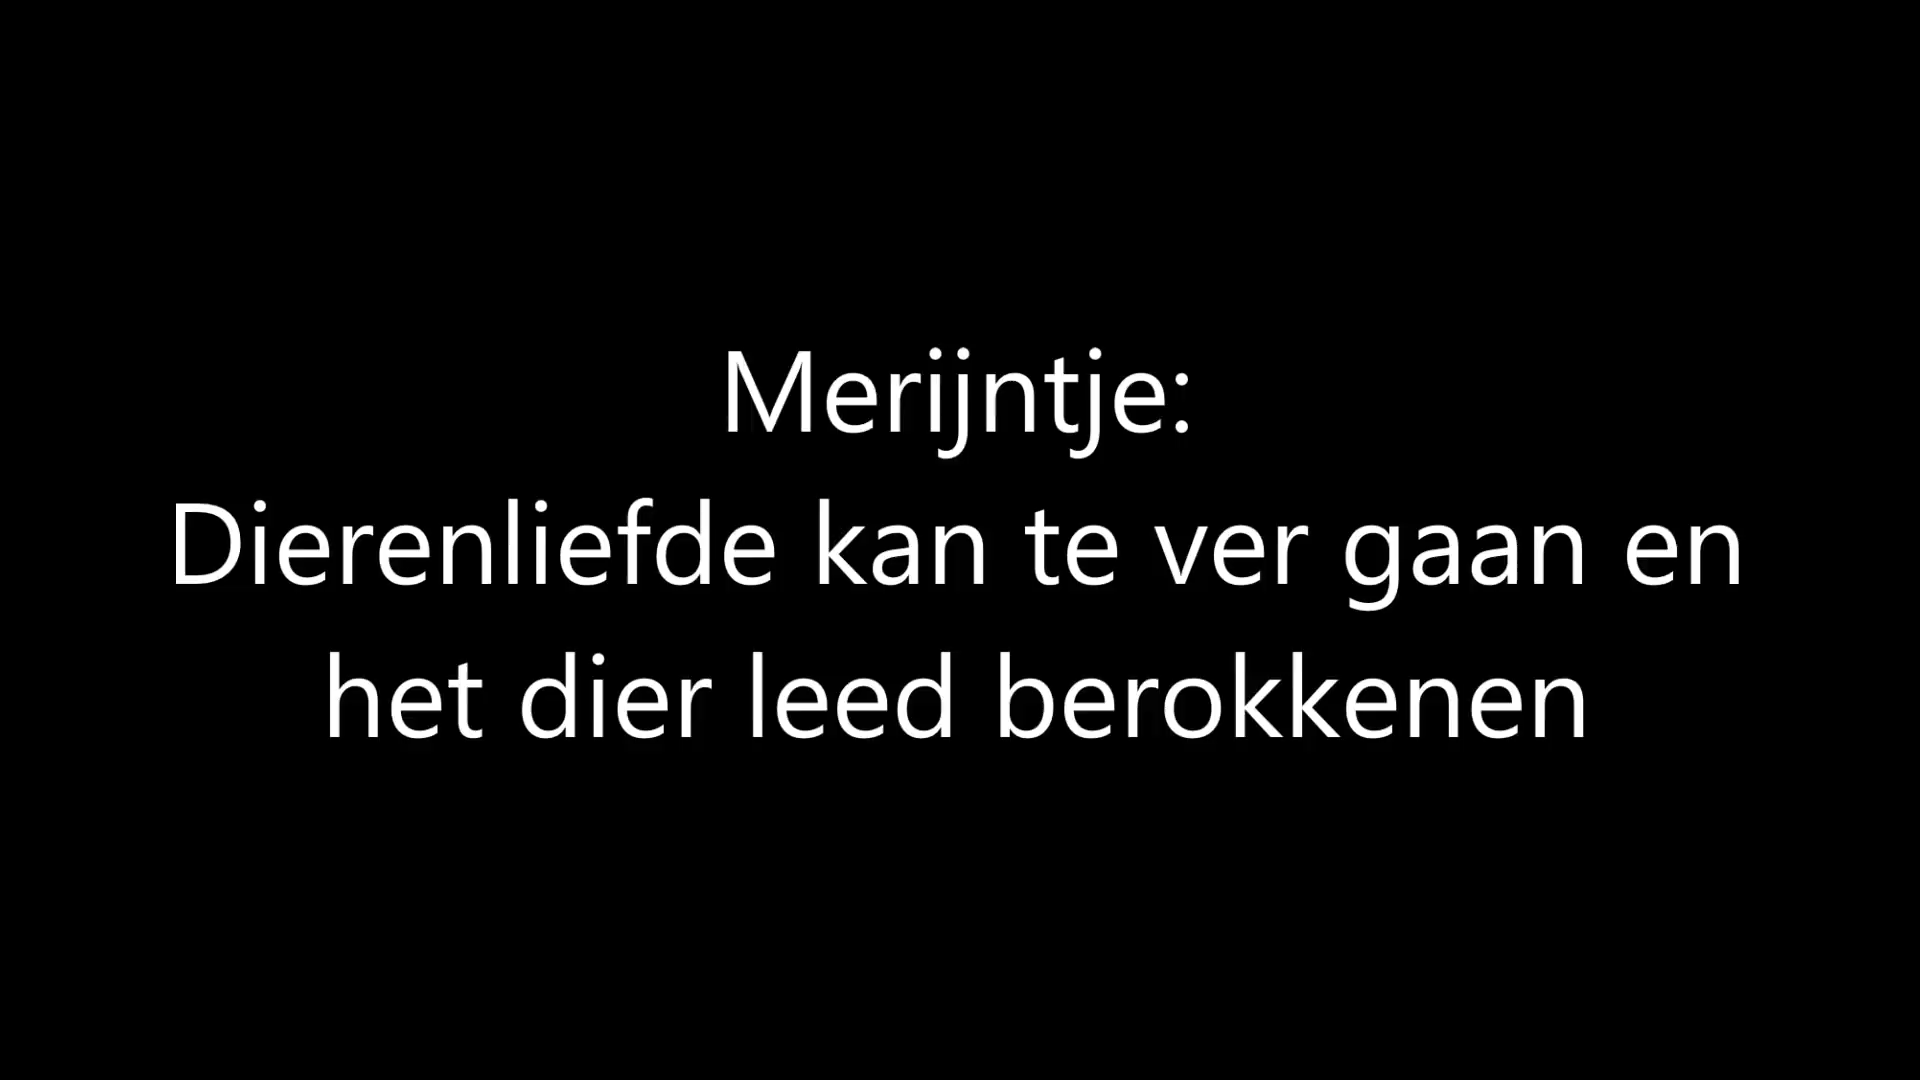 Merijntje:
Dierenliefde kan te ver gaan en
het dier leed berokkenen